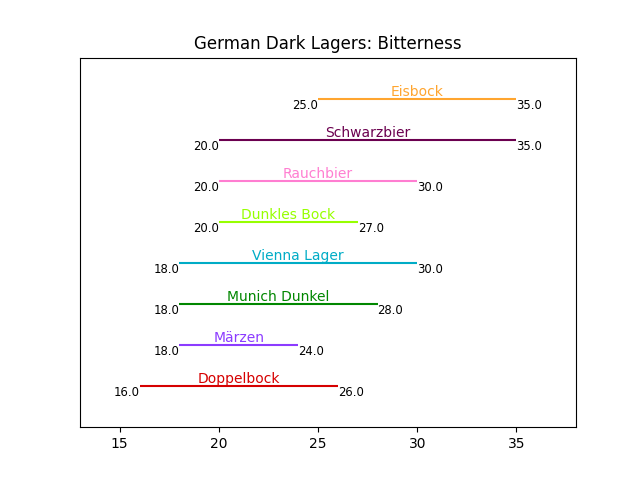 German Dark Lagers: Bitterness
Eisbock
25.0 35.0
Schwarzbier
20.0 35.0
Rauchbier
20.0 30.0
Dunkles Bock
20.0 27.0
Vienna Lager
18.0 30.0
Munich Dunkel
18.0 28.0
Märzen
18.0 24.0
Doppelbock
16.0 26.0
15 20 25 30 35